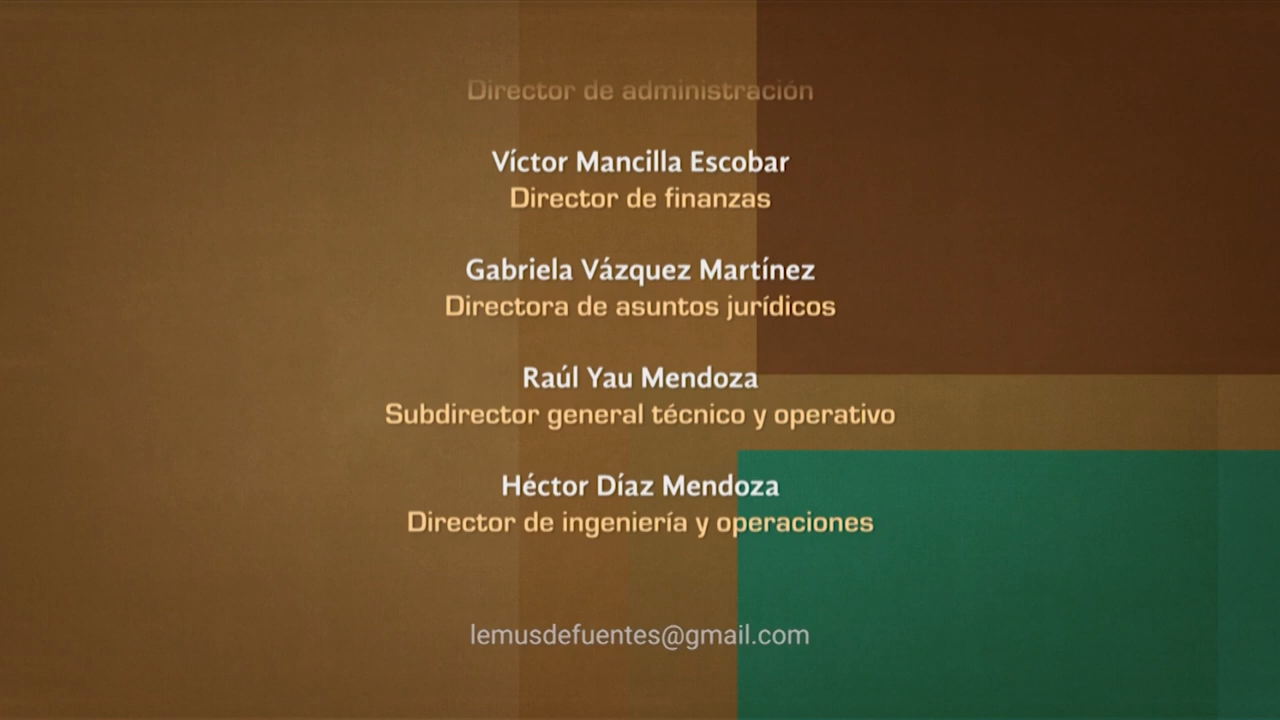 Director de administración
Víctor Mancilla Escobar
Director de finanzas
Gabriela Vázquez Martínez
Directora de asuntos jurídicos
Raúl Yau Mendoza
Subdirector general técnico y operativo
Héctor Díaz Mendoza
Director de ingeniería y operaciones
lemusdefuentes@gmail.com